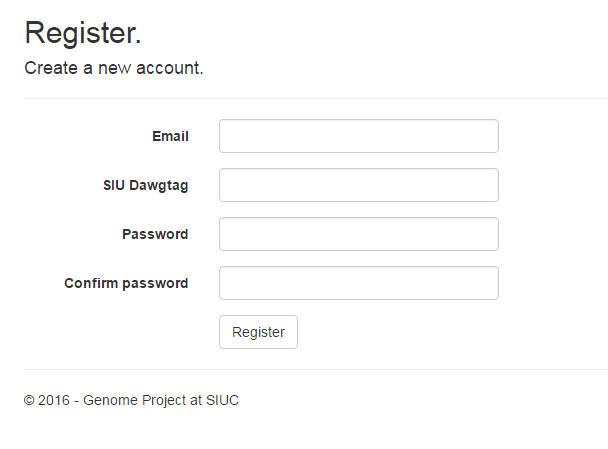 Register.
Create a new account.
Email
SIU Dawgtag
Password
Confirm password
Register
© 2016 - Genome Project at SIUC